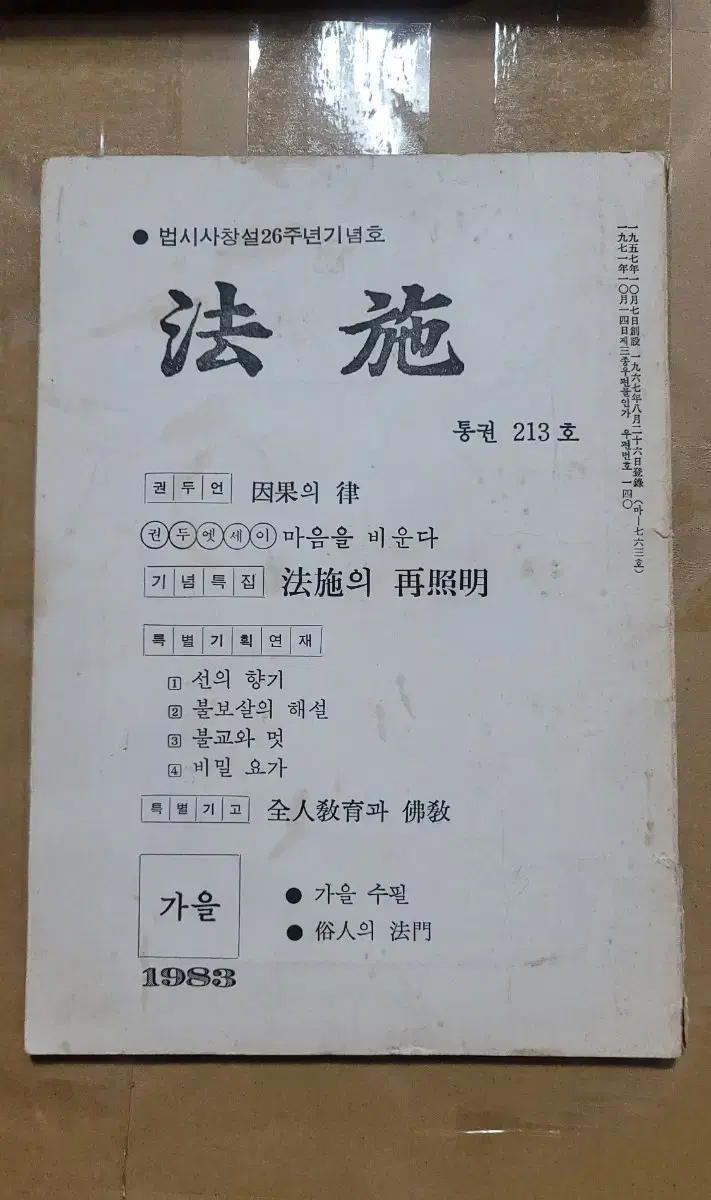 ● 법시사창설26주년기념호
法施
통권 213호
권두언 因果의 律
권두엣세이 마음을 비운다
기념특집 法施의 再照明
특별기획연재
1 선의 향기
2 불보살의 해설
3 불교와 멋
4 비밀 요가
특별기고 全人敎育과 佛敎
가을
● 가을 수필
● 俗人의 法門
1983
一九五七年一○月七日創設 一九六七年八月二十六日登錄 (마―七六三호)
一九七一年一○月一四日제三종우편물인가 우편번호 一四○